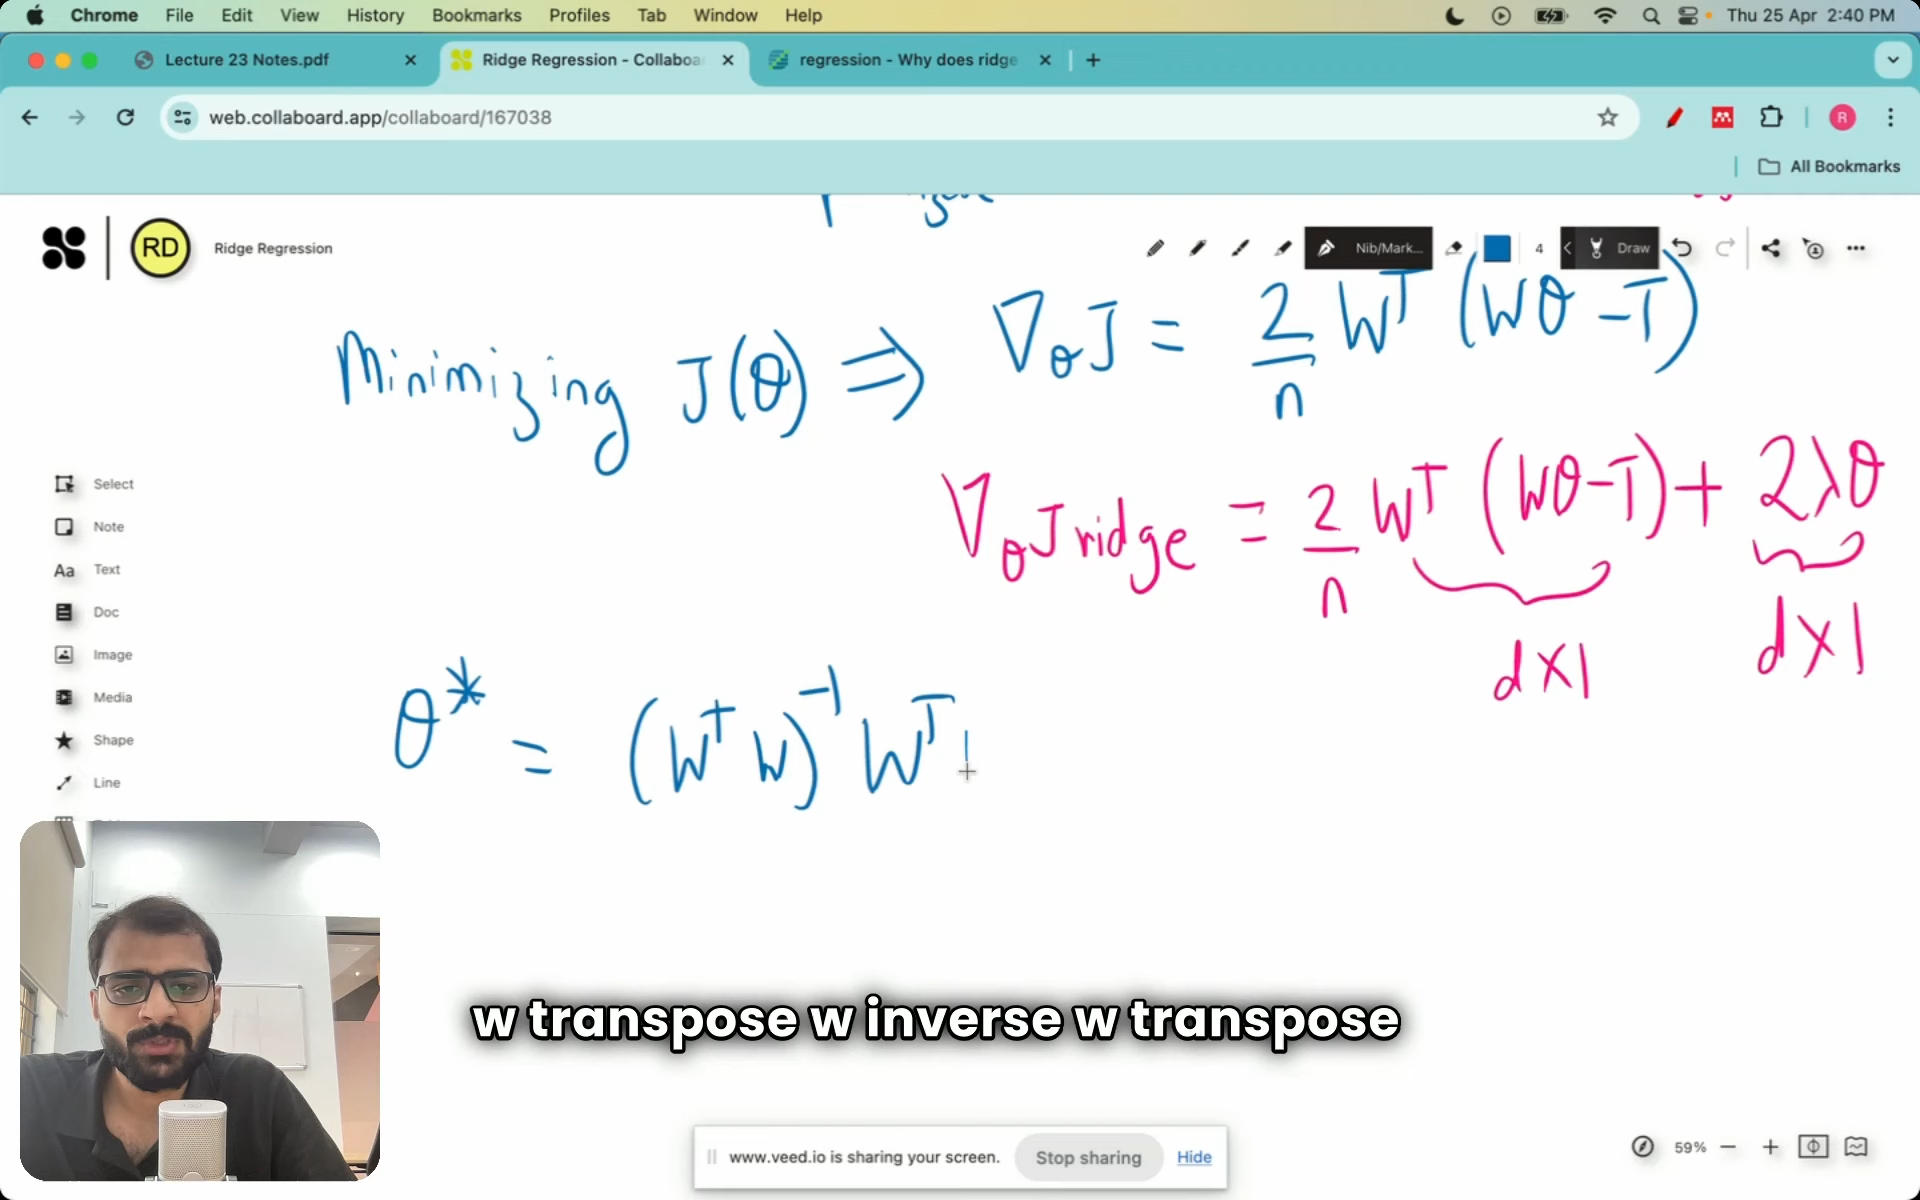 Chrome File Edit View History Bookmarks Profiles Tab Window Help Thu 25 Apr 2:40 PM
Lecture 23 Notes.pdf Ridge Regression - Collaboa regression - Why does ridge
web.collaboard.app/collaboard/167038 R
All Bookmarks
RD Ridge Regression Nib/Mark... 4 Draw
Minimizing J(θ) ⇒ ∇θJ = 2/n Wᵀ (Wθ − T)
∇θJridge = 2/n Wᵀ (Wθ−T) + 2λθ
d×1 d×1
θ* = (WᵀW)⁻¹ Wᵀ
Select
Note
Aa Text
Doc
Image
Media
Shape
Line
w transpose w inverse w transpose
www.veed.io is sharing your screen. Stop sharing Hide
59%